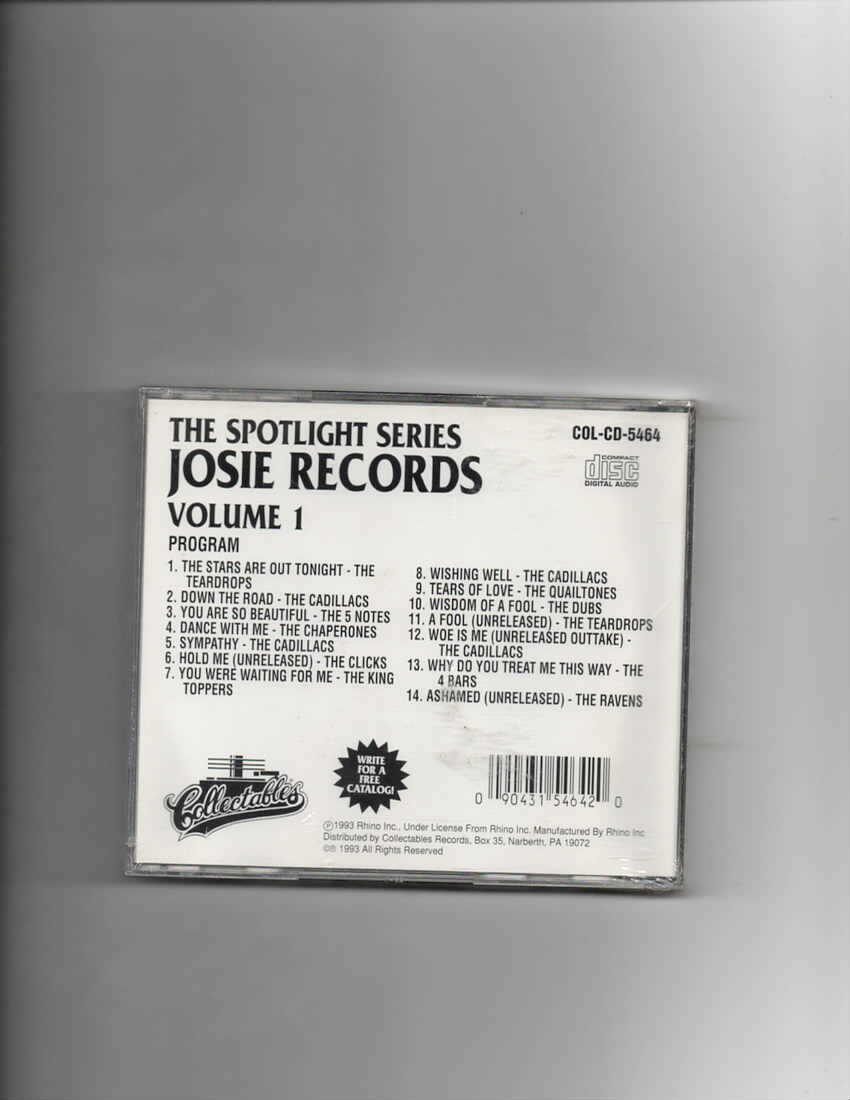 THE SPOTLIGHT SERIES
JOSIE RECORDS
VOLUME 1
COL-CD-5464
COMPACT
disc
DIGITAL AUDIO
PROGRAM
1. THE STARS ARE OUT TONIGHT - THE
TEARDROPS
2. DOWN THE ROAD - THE CADILLACS
3. YOU ARE SO BEAUTIFUL - THE 5 NOTES
4. DANCE WITH ME - THE CHAPERONES
5. SYMPATHY - THE CADILLACS
6. HOLD ME (UNRELEASED) - THE CLICKS
7. YOU WERE WAITING FOR ME - THE KING
TOPPERS
8. WISHING WELL - THE CADILLACS
9. TEARS OF LOVE - THE QUAILTONES
10. WISDOM OF A FOOL - THE DUBS
11. A FOOL (UNRELEASED) - THE TEARDROPS
12. WOE IS ME (UNRELEASED OUTTAKE) -
THE CADILLACS
13. WHY DO YOU TREAT ME THIS WAY - THE
4 BARS
14. ASHAMED (UNRELEASED) - THE RAVENS
Collectables
WRITE
FOR A
FREE
CATALOG!
0 90431 54642 0
℗1993 Rhino Inc., Under License From Rhino Inc. Manufactured By Rhino Inc
Distributed by Collectables Records, Box 35, Narberth, PA 19072
©℗ 1993 All Rights Reserved